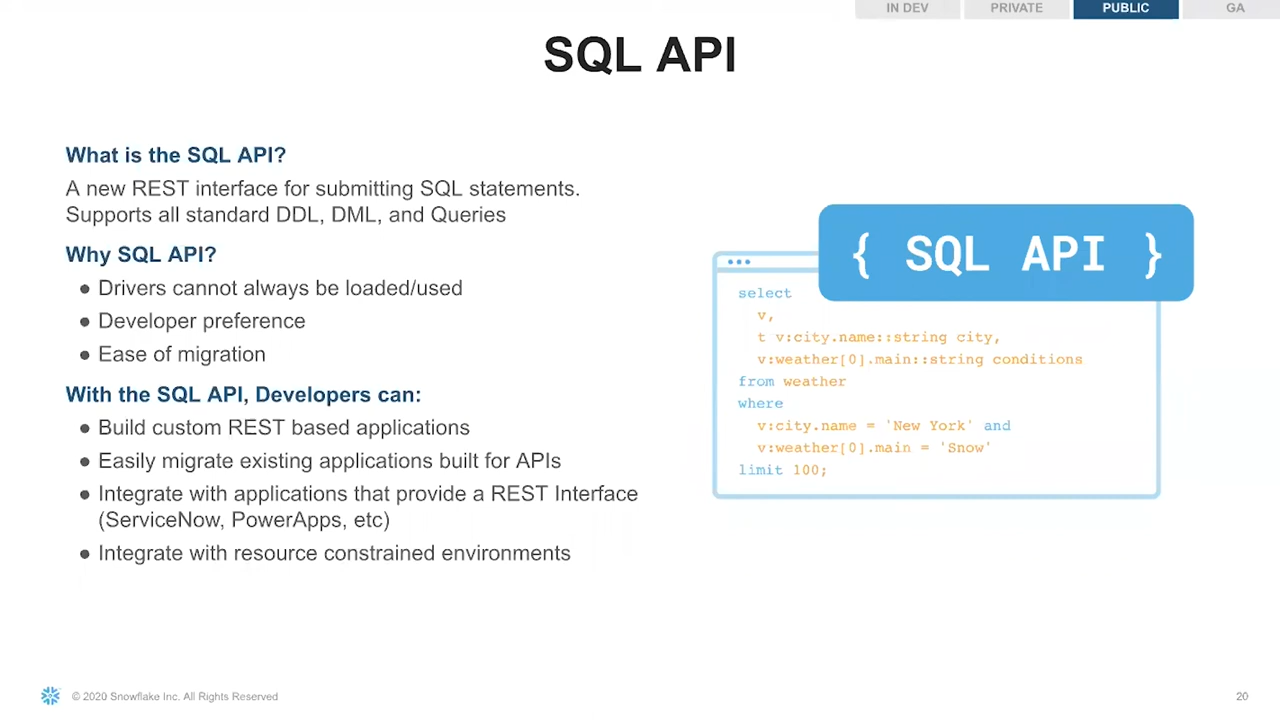 IN DEV
PRIVATE
PUBLIC
GA
SQL API
What is the SQL API?
A new REST interface for submitting SQL statements.
Supports all standard DDL, DML, and Queries
Why SQL API?
● Drivers cannot always be loaded/used
● Developer preference
● Ease of migration
With the SQL API, Developers can:
● Build custom REST based applications
● Easily migrate existing applications built for APIs
● Integrate with applications that provide a REST Interface
(ServiceNow, PowerApps, etc)
● Integrate with resource constrained environments
{ SQL API }
select
v,
t v:city.name::string city,
v:weather[0].main::string conditions
from weather
where
v:city.name = 'New York' and
v:weather[0].main = 'Snow'
limit 100;
© 2020 Snowflake Inc. All Rights Reserved
20